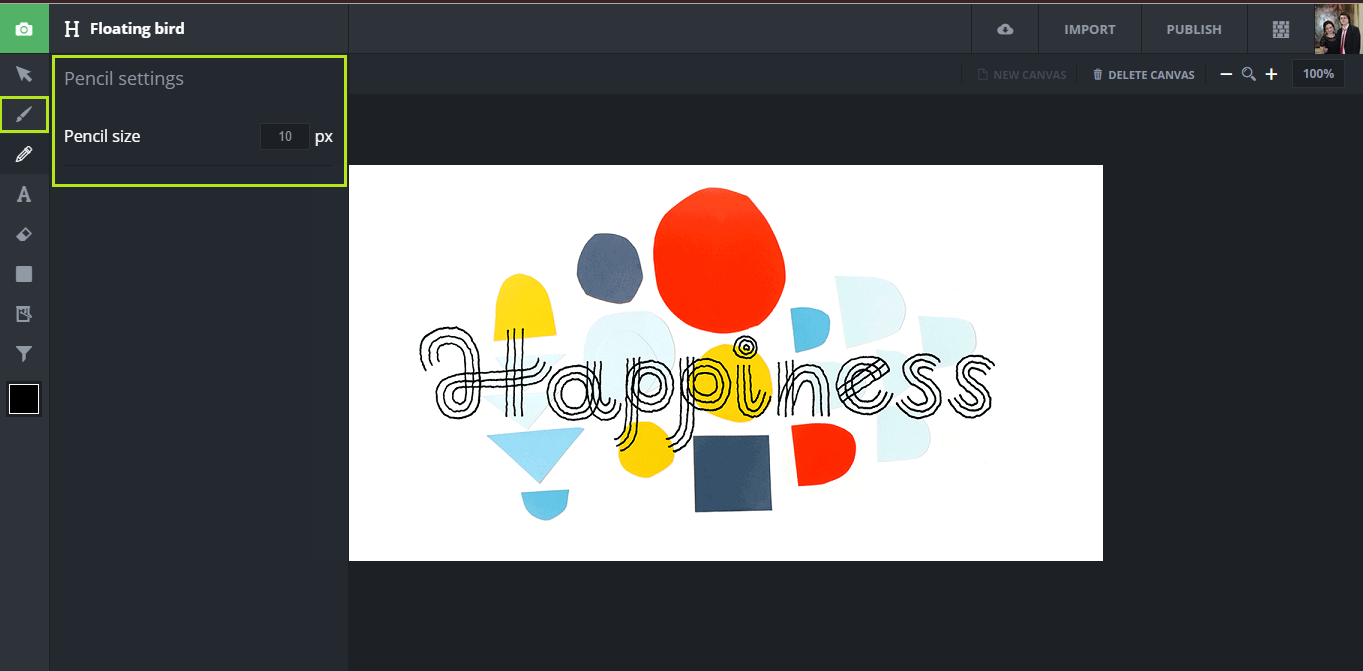 H Floating bird
IMPORT
PUBLISH
NEW CANVAS
DELETE CANVAS
100%
Pencil settings
Pencil size 10 px
A
Happiness